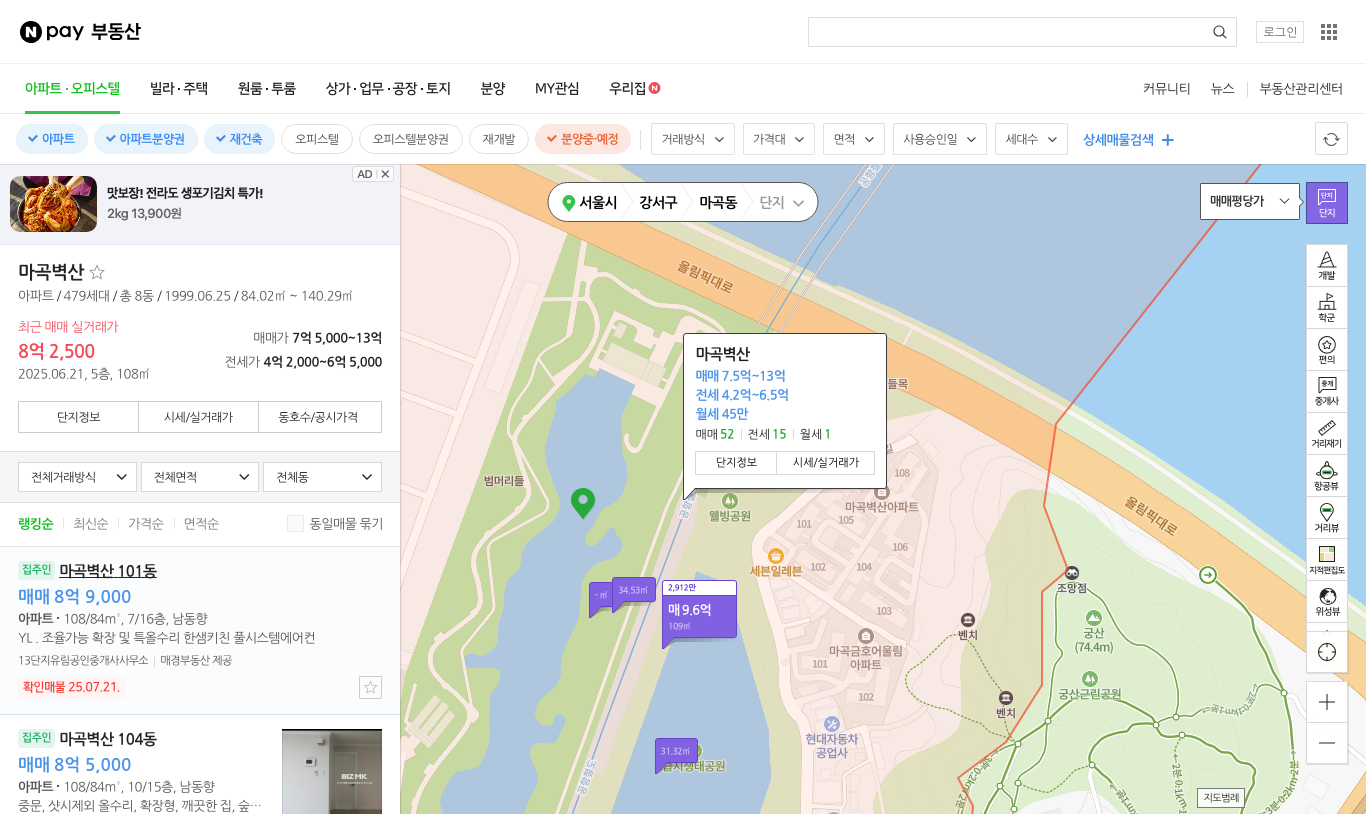 N pay 부동산
로그인
아파트·오피스텔 빌라·주택 원룸·투룸 상가·업무·공장·토지 분양 MY관심 우리집 N
커뮤니티 뉴스 부동산관리센터
아파트 아파트분양권 재건축 오피스텔 오피스텔분양권 재개발 분양중·예정 거래방식 가격대 면적 사용승인일 세대수 상세매물검색
맛보장! 전라도 생포기김치 특가!
2kg 13,900원
AD
마곡벽산
아파트 / 479세대 / 총 8동 / 1999.06.25 / 84.02㎡ ~ 140.29㎡
최근 매매 실거래가
8억 2,500
2025.06.21, 5층, 108㎡
매매가 7억 5,000~13억
전세가 4억 2,000~6억 5,000
단지정보 시세/실거래가 동호수/공시가격
전체거래방식 전체면적 전체동
랭킹순 최신순 가격순 면적순 동일매물 묶기
집주인 마곡벽산 101동
매매 8억 9,000
아파트 · 108/84㎡, 7/16층, 남동향
YL . 조율가능 확장 및 특올수리 한샘키친 풀시스템에어컨
13단지유림공인중개사사무소 매경부동산 제공
확인매물 25.07.21.
집주인 마곡벽산 104동
매매 8억 5,000
아파트 · 108/84㎡, 10/15층, 남동향
중문, 샷시제외 올수리, 확장형, 깨끗한 집, 숲…
BIZMK
서울시 강서구 마곡동 단지
매매평당가
단지
단지
개발
학군
편의
중개
중개사
거리재기
항공뷰
거리뷰
지적편집도
위성뷰
지도범례
마곡벽산
매매 7.5억~13억
전세 4.2억~6.5억
월세 45만
매매 52 전세 15 월세 1
단지정보 시세/실거래가
올림픽대로
들목
범머리들
웰빙공원
108
마곡벽산아파트
101
105
106
세븐일레븐
102
104
103
- ㎡
34.53㎡
2,912만
매 9.6억
109㎡
31.32㎡
습지생태공원
마곡금호어울림
아파트
101
102
현대자동차
공업사
공항철도
올림픽대로
조망점
벤치
벤치
궁산
(74.4m)
궁산근린공원